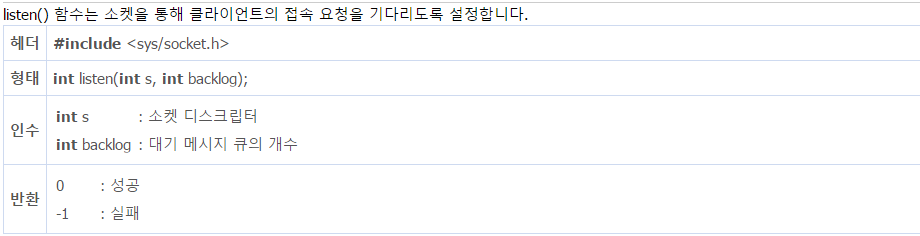 listen() 함수는 소켓을 통해 클라이언트의 접속 요청을 기다리도록 설정합니다.
헤더 #include <sys/socket.h>
형태 int listen(int s, int backlog);
인수
int s : 소켓 디스크립터
int backlog : 대기 메시지 큐의 개수
반환
0 : 성공
-1 : 실패